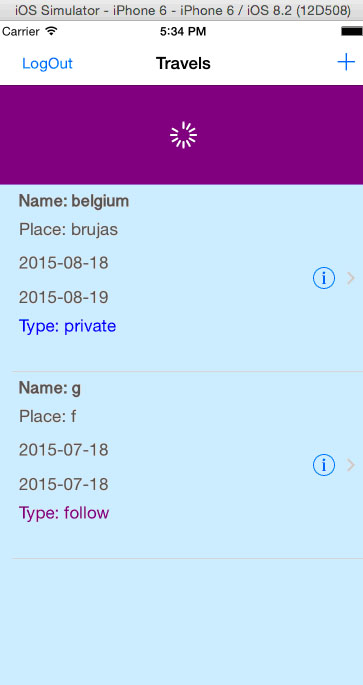 iOS Simulator - iPhone 6 - iPhone 6 / iOS 8.2 (12D508)
Carrier 5:34 PM
LogOut Travels +
Name: belgium
Place: brujas
2015-08-18
2015-08-19
Type: private
Name: g
Place: f
2015-07-18
2015-07-18
Type: follow